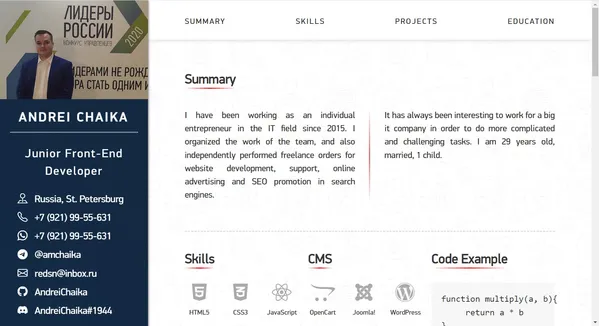 ЛИДЕРЫ
РОССИИ
КОНКУРС УПРАВЛЕНЦЕВ
2020
ЛИДЕРАМИ НЕ РОЖД
РА СТАТЬ ОДНИМ И
ANDREI CHAIKA
Junior Front-End
Developer
Russia, St. Petersburg
+7 (921) 99-55-631
+7 (921) 99-55-631
@amchaika
redsn@inbox.ru
AndreiChaika
AndreiChaika#1944
SUMMARY SKILLS PROJECTS EDUCATION
Summary
I have been working as an individual
entrepreneur in the IT field since 2015. I
organized the work of the team, and also
independently performed freelance orders for
website development, support, online
advertising and SEO promotion in search
engines.
It has always been interesting to work for a big
it company in order to do more complicated
and challenging tasks. I am 29 years old,
married, 1 child.
Skills
HTML5 CSS3 JavaScript
CMS
OpenCart Joomla! WordPress
Code Example
function multiply(a, b){
return a * b
}